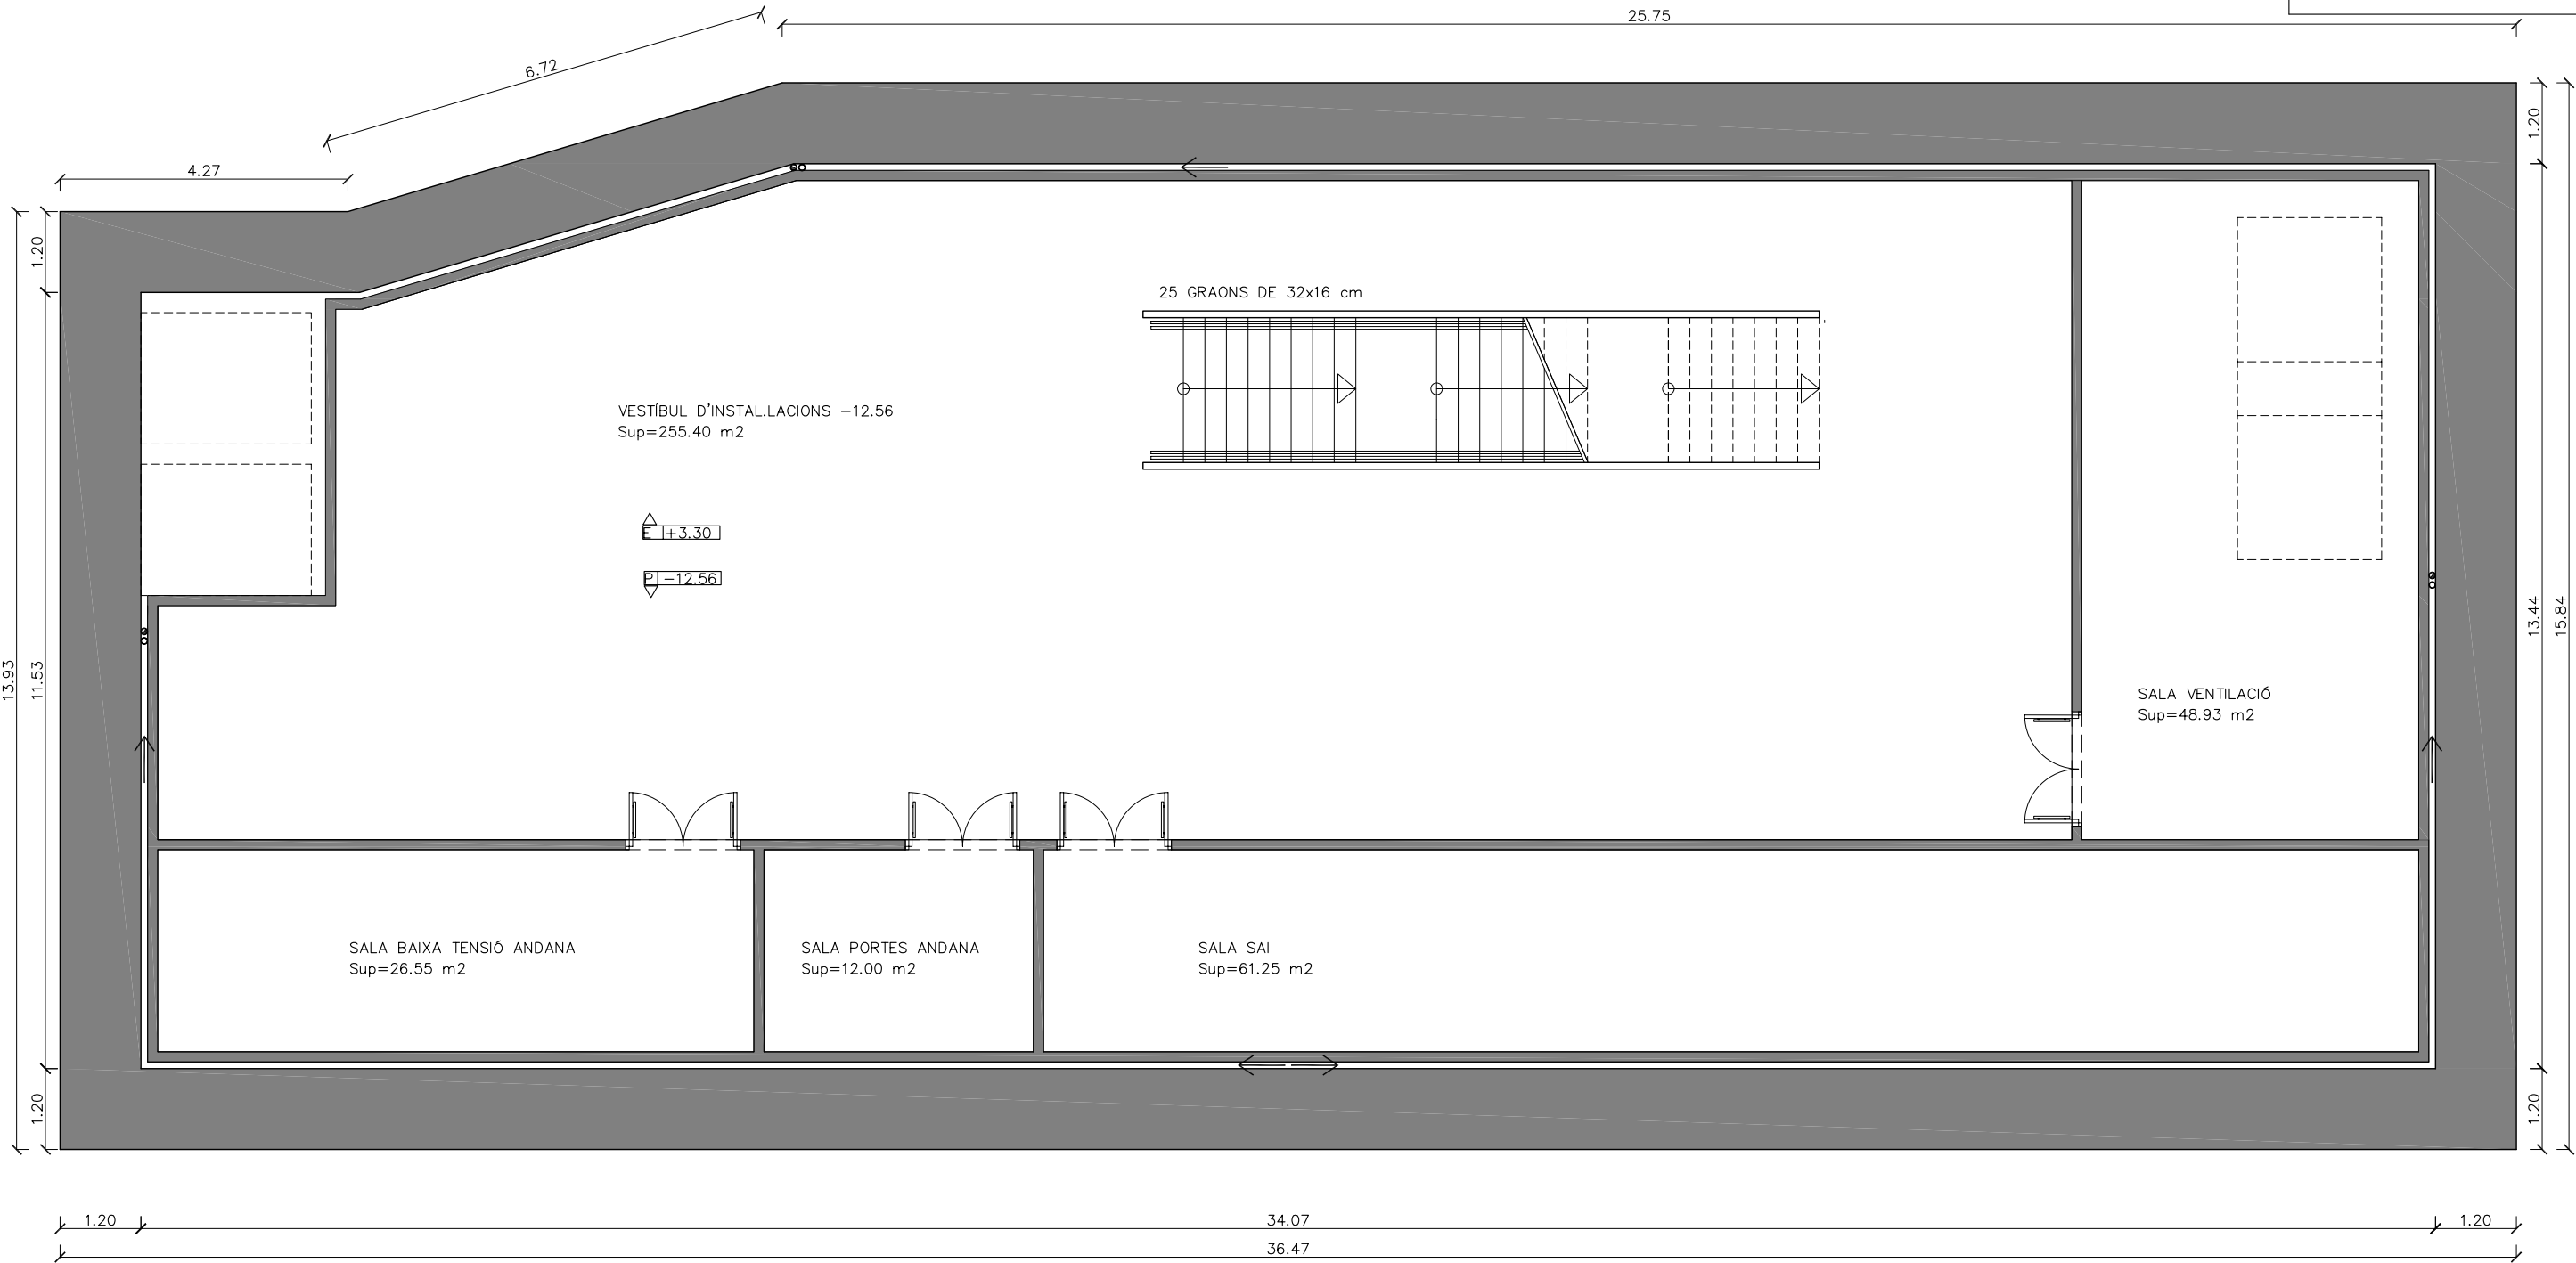 25.75
6.72
4.27
1.20
1.20
25 GRAONS DE 32x16 cm
VESTÍBUL D'INSTAL.LACIONS -12.56
Sup=255.40 m2
E +3.30
P -12.56
13.93
11.53
13.44
15.84
SALA VENTILACIÓ
Sup=48.93 m2
SALA BAIXA TENSIÓ ANDANA
Sup=26.55 m2
SALA PORTES ANDANA
Sup=12.00 m2
SALA SAI
Sup=61.25 m2
1.20
1.20
1.20
34.07
1.20
36.47